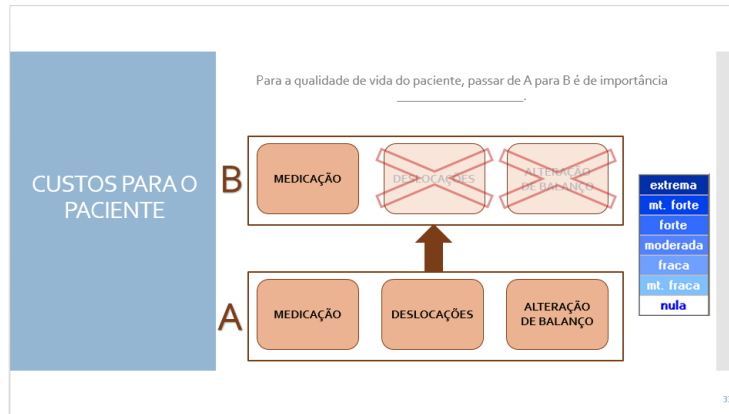 Para a qualidade de vida do paciente, passar de A para B é de importância
____________________.
CUSTOS PARA O
PACIENTE
B
MEDICAÇÃO
DESLOCAÇÕES
ALTERAÇÃO
DE BALANÇO
A
MEDICAÇÃO
DESLOCAÇÕES
ALTERAÇÃO
DE BALANÇO
extrema
mt. forte
forte
moderada
fraca
mt. fraca
nula